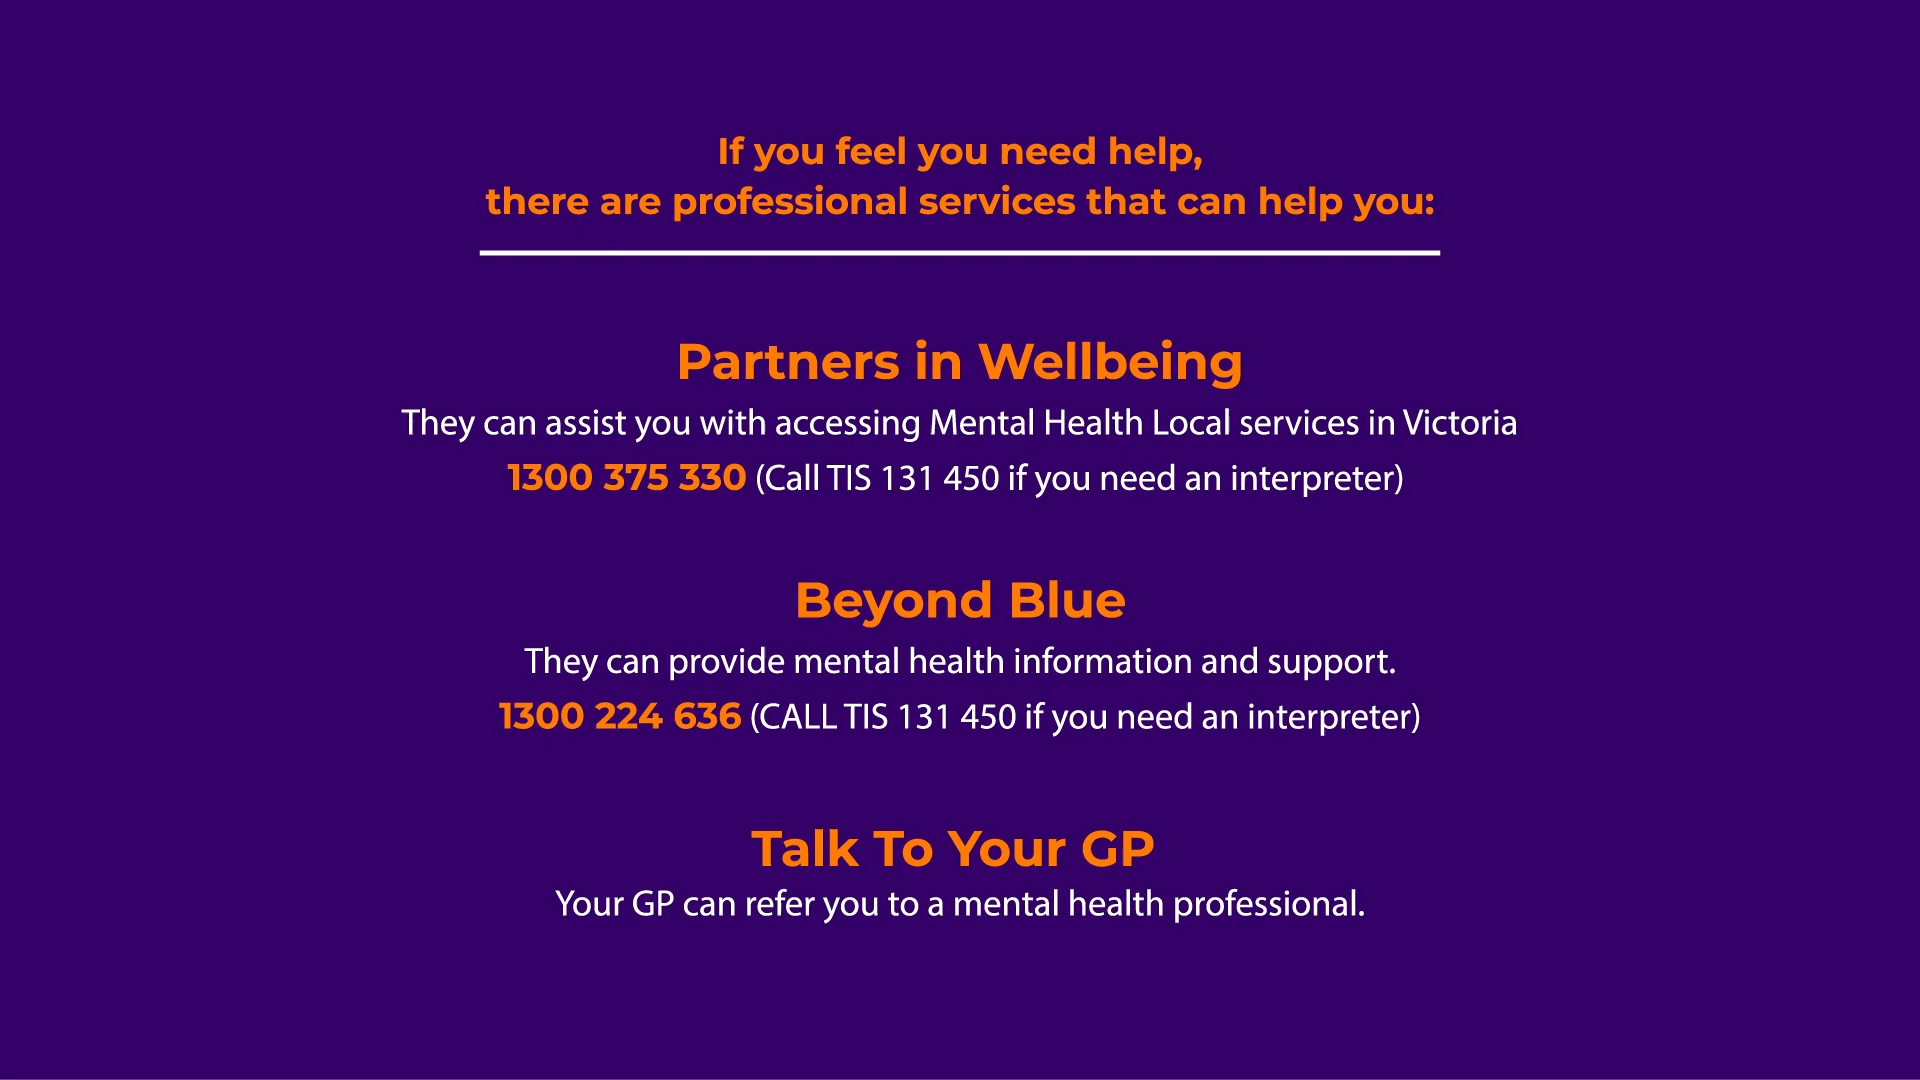 If you feel you need help,
there are professional services that can help you:
Partners in Wellbeing
They can assist you with accessing Mental Health Local services in Victoria
1300 375 330 (Call TIS 131 450 if you need an interpreter)
Beyond Blue
They can provide mental health information and support.
1300 224 636 (CALL TIS 131 450 if you need an interpreter)
Talk To Your GP
Your GP can refer you to a mental health professional.